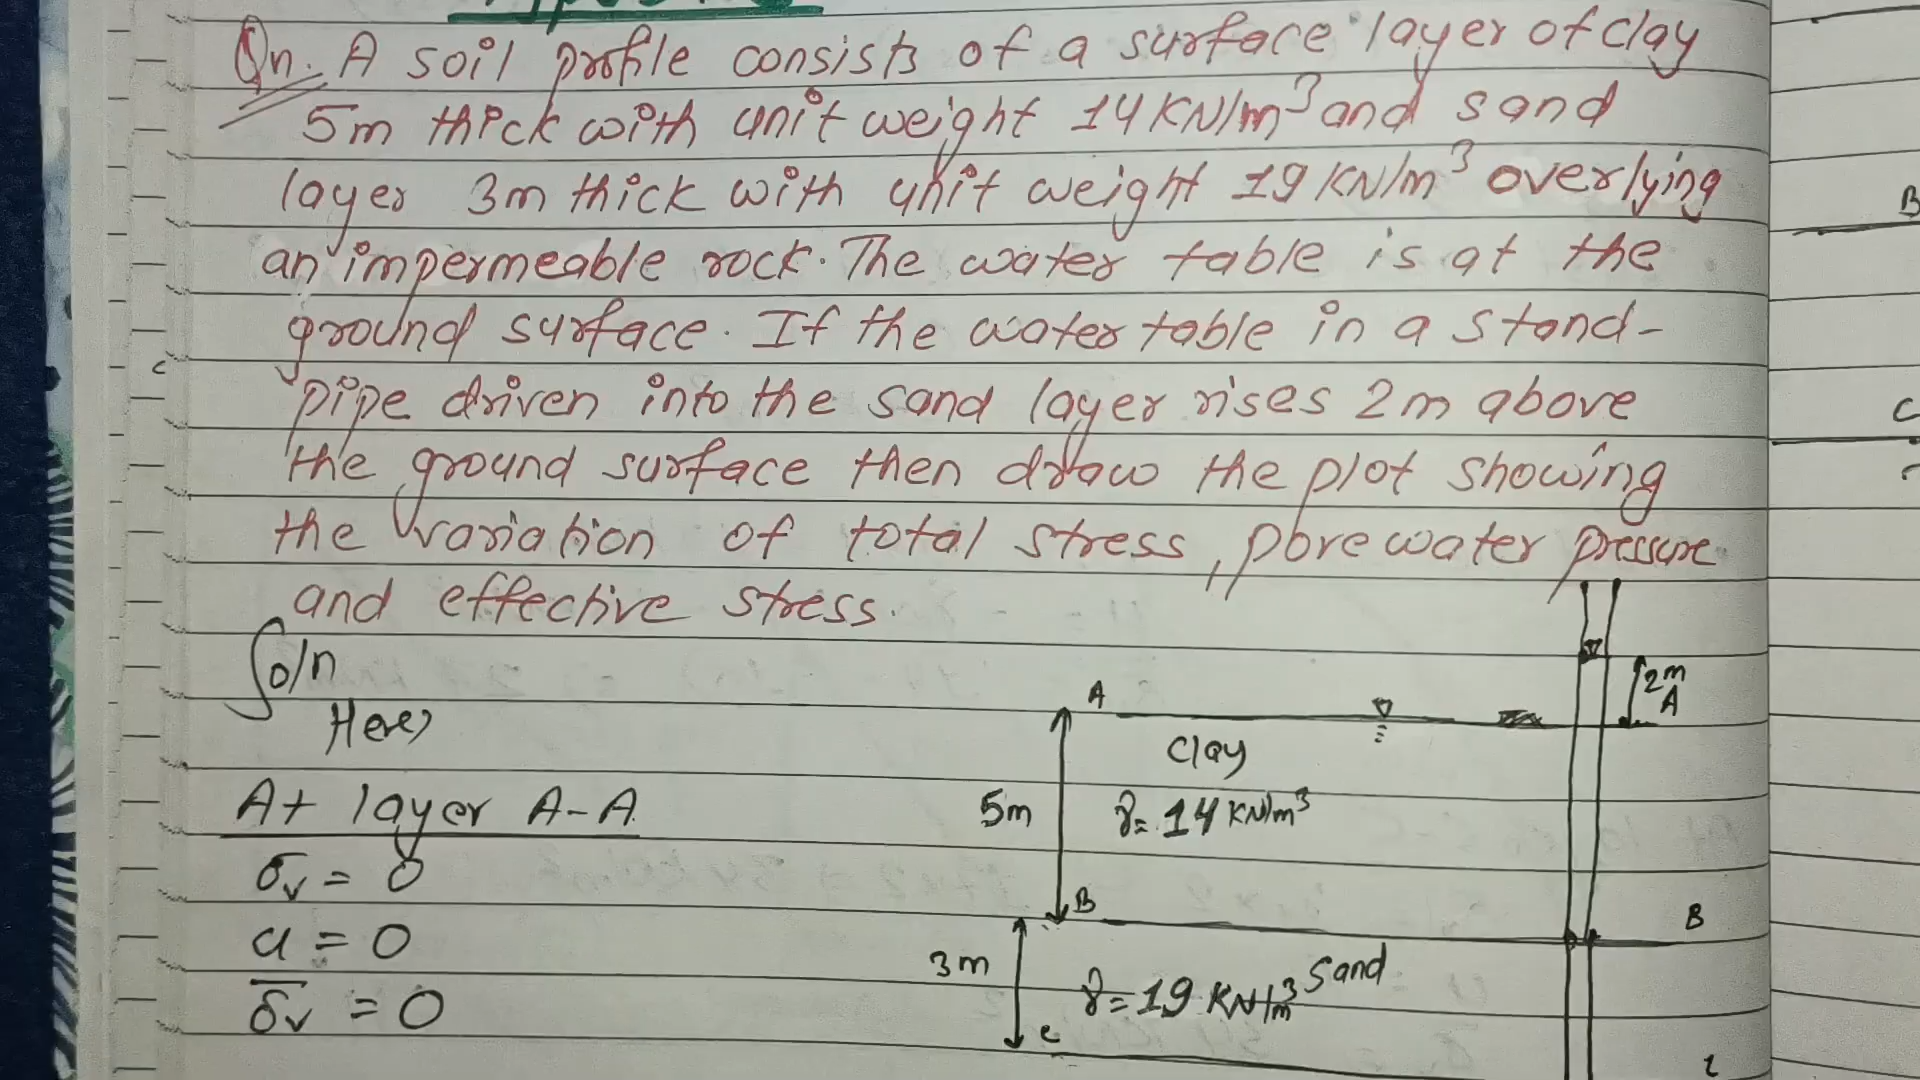 Qn. A soil profile consists of a surface layer of clay
5m thick with unit weight 14 KN/m³ and sand
layer 3m thick with unit weight 19 KN/m³ overlying
an impermeable rock. The water table is at the
ground surface. If the water table in a stand-
pipe driven into the sand layer rises 2m above
the ground surface then draw the plot showing
the variation of total stress, pore water pressure
and effective stress.
Soln
Here,
2m
A
A
Clay
At layer A-A
5m
γ= 14 KN/m³
σv = 0
B
B
u = 0
3m
Sand
γ=19 KN/m³
σ̅v = 0
C
B
C